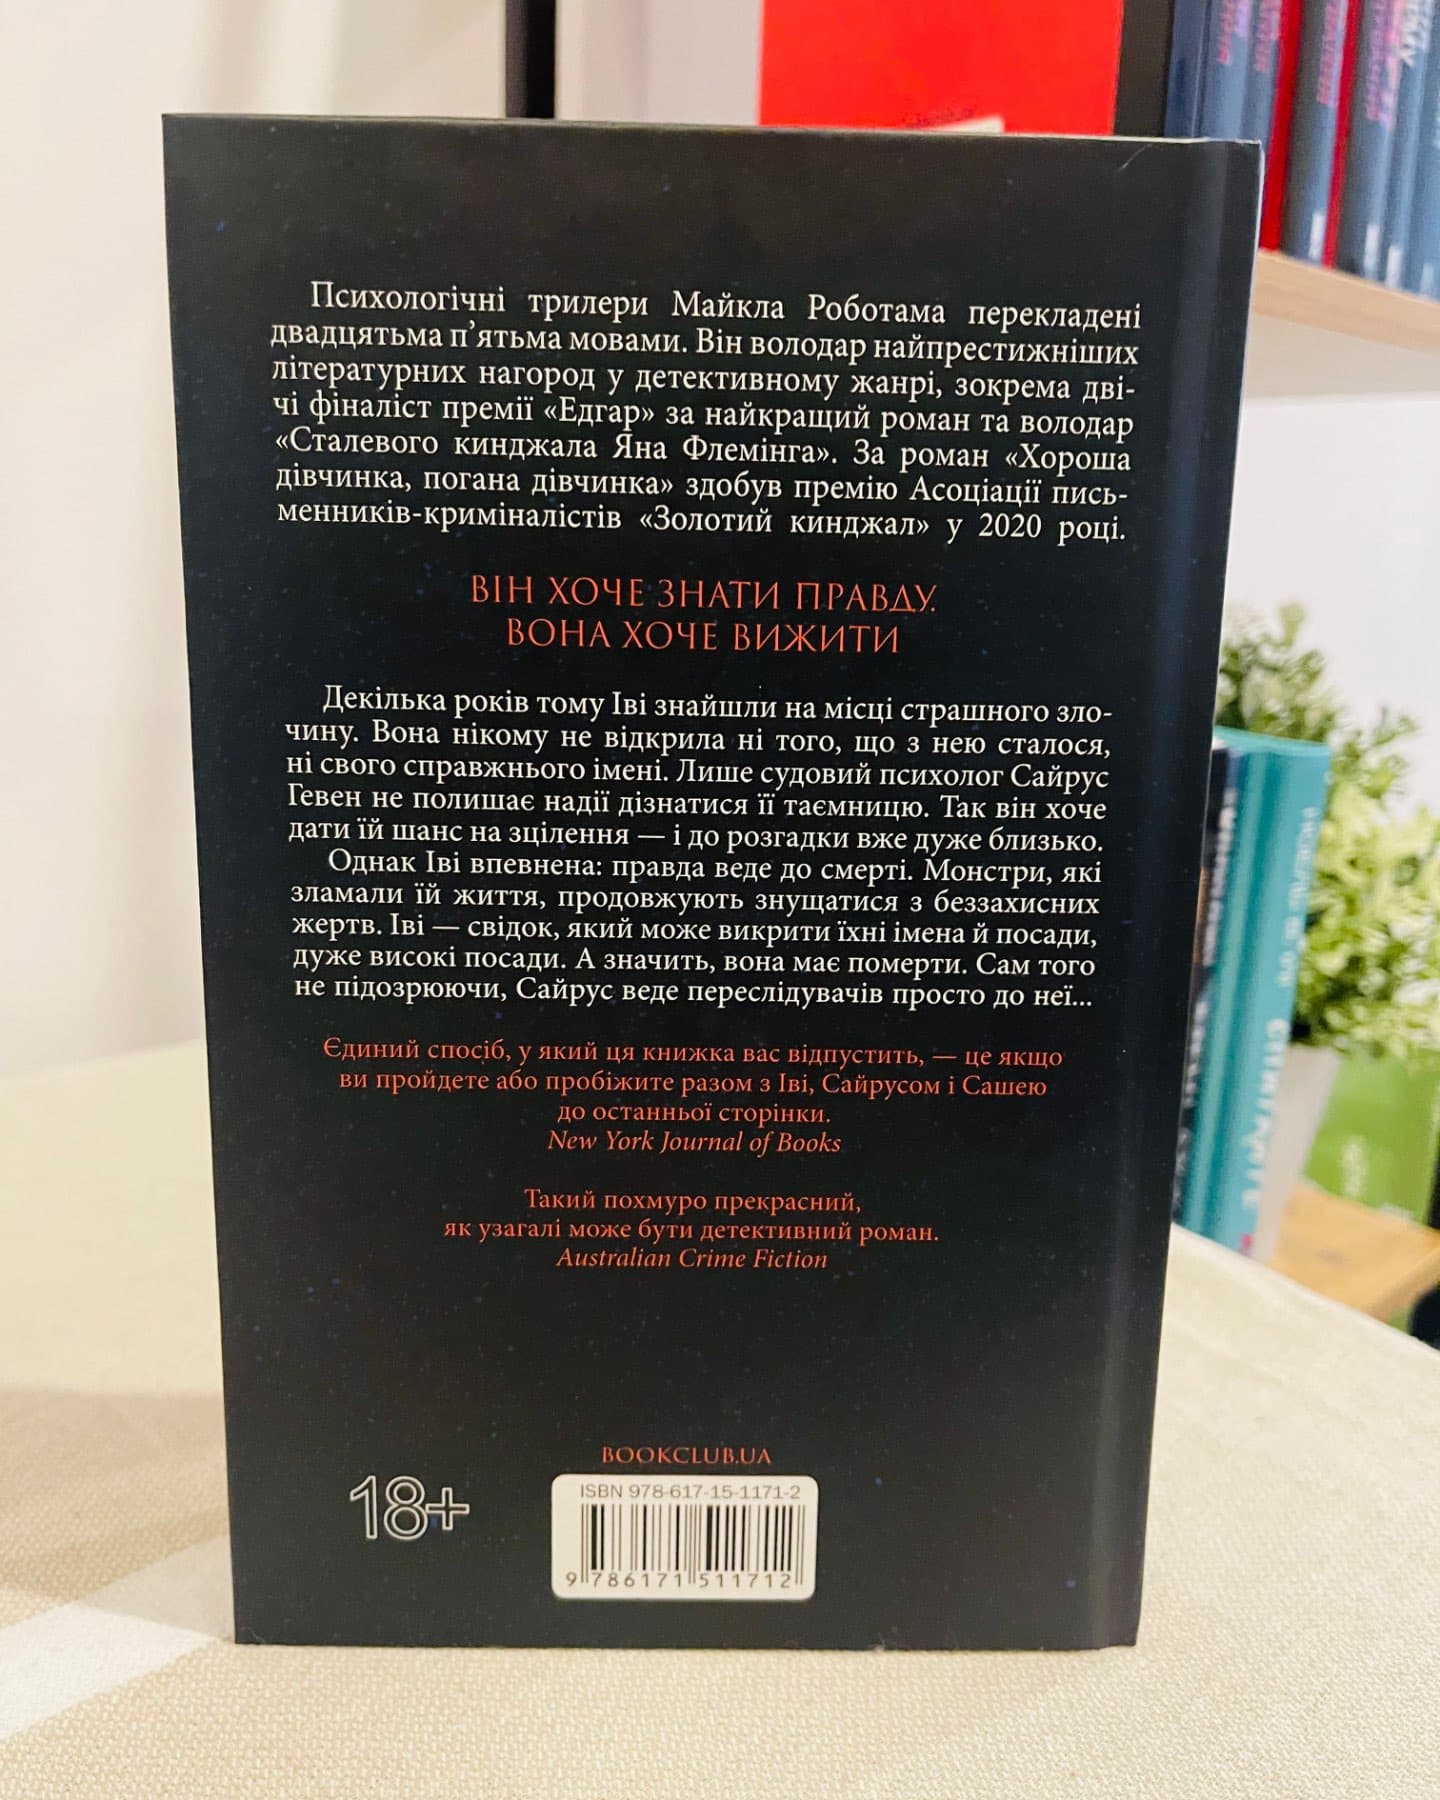 Психологічні трилери Майкла Роботама перекладені
двадцятьма п’ятьма мовами. Він володар найпрестижніших
літературних нагород у детективному жанрі, зокрема дві-
чі фіналіст премії «Едгар» за найкращий роман та володар
«Сталевого кинджала Яна Флемінга». За роман «Хороша
дівчинка, погана дівчинка» здобув премію Асоціації пись-
менників-криміналістів «Золотий кинджал» у 2020 році.
ВІН ХОЧЕ ЗНАТИ ПРАВДУ.
ВОНА ХОЧЕ ВИЖИТИ
Декілька років тому Іві знайшли на місці страшного зло-
чину. Вона нікому не відкрила ні того, що з нею сталося,
ні свого справжнього імені. Лише судовий психолог Сайрус
Гевен не полишає надії дізнатися її таємницю. Так він хоче
дати їй шанс на зцілення — і до розгадки вже дуже близько.
Однак Іві впевнена: правда веде до смерті. Монстри, які
зламали їй життя, продовжують знущатися з беззахисних
жертв. Іві — свідок, який може викрити їхні імена й посади,
дуже високі посади. А значить, вона має померти. Сам того
не підозрюючи, Сайрус веде переслідувачів просто до неї...
Єдиний спосіб, у який ця книжка вас відпустить, — це якщо
ви пройдете або пробіжите разом з Іві, Сайрусом і Сашею
до останньої сторінки.
New York Journal of Books
Такий похмуро прекрасний,
як узагалі може бути детективний роман.
Australian Crime Fiction
BOOKCLUB.UA
18+
ISBN 978-617-15-1171-2
9 786171 511712